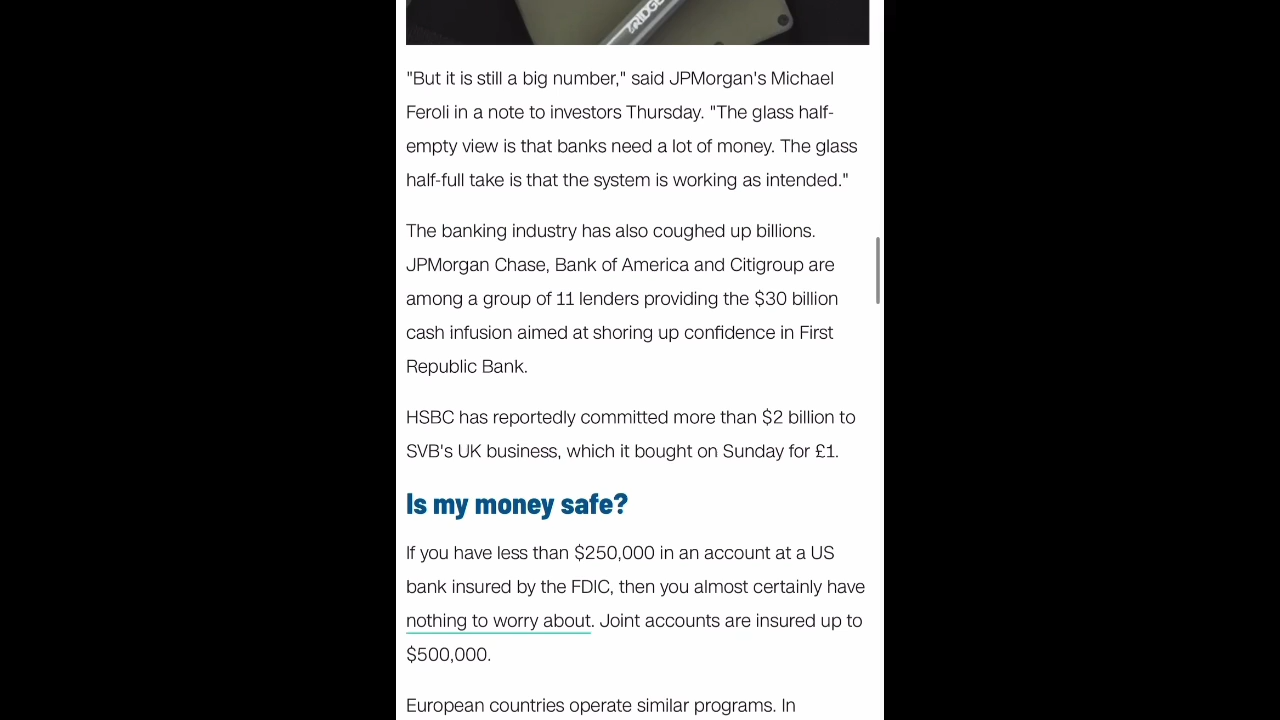 RIDGE
"But it is still a big number," said JPMorgan's Michael
Feroli in a note to investors Thursday. "The glass half-
empty view is that banks need a lot of money. The glass
half-full take is that the system is working as intended."
The banking industry has also coughed up billions.
JPMorgan Chase, Bank of America and Citigroup are
among a group of 11 lenders providing the $30 billion
cash infusion aimed at shoring up confidence in First
Republic Bank.
HSBC has reportedly committed more than $2 billion to
SVB's UK business, which it bought on Sunday for £1.
Is my money safe?
If you have less than $250,000 in an account at a US
bank insured by the FDIC, then you almost certainly have
nothing to worry about. Joint accounts are insured up to
$500,000.
European countries operate similar programs. In